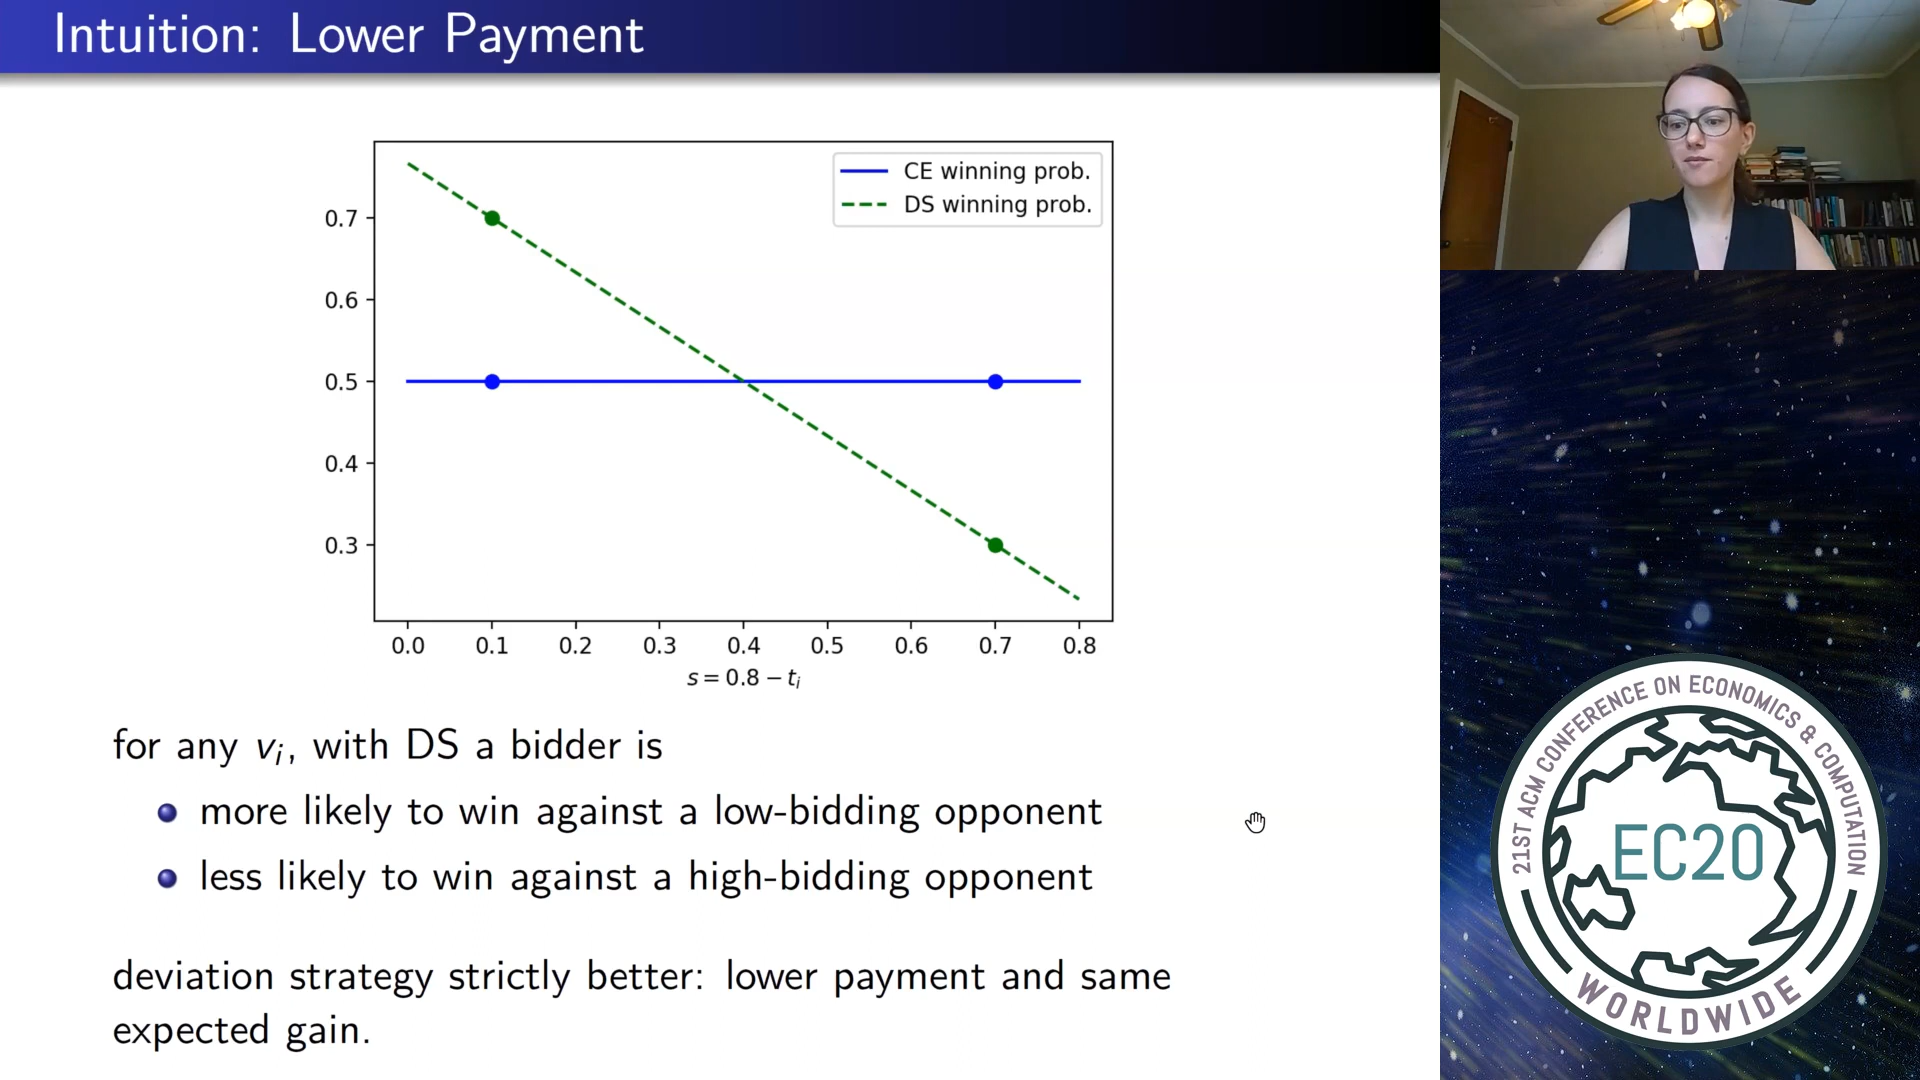 Intuition: Lower Payment
CE winning prob.
DS winning prob.
0.7
0.6
0.5
0.4
0.3
0.0 0.1 0.2 0.3 0.4 0.5 0.6 0.7 0.8
s = 0.8 − tᵢ
for any vᵢ, with DS a bidder is
more likely to win against a low-bidding opponent
less likely to win against a high-bidding opponent
deviation strategy strictly better: lower payment and same
expected gain.
21ST ACM CONFERENCE ON ECONOMICS & COMPUTATION
EC20
WORLDWIDE